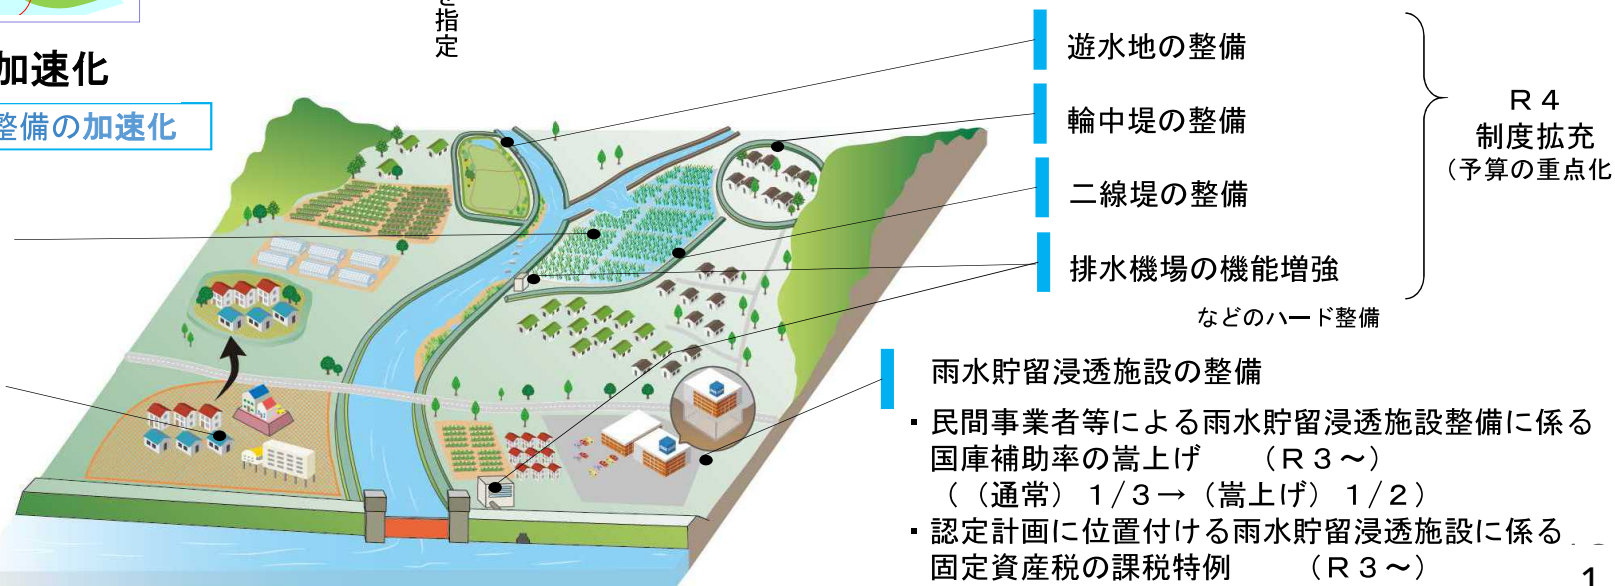 を指定
加速化
整備の加速化
遊水地の整備
輪中堤の整備
二線堤の整備
排水機場の機能増強
などのハード整備
R4
制度拡充
(予算の重点化
雨水貯留浸透施設の整備
・民間事業者等による雨水貯留浸透施設整備に係る
国庫補助率の嵩上げ (R3~)
((通常) 1/3→(嵩上げ) 1/2)
・認定計画に位置付ける雨水貯留浸透施設に係る
固定資産税の課税特例 (R3~)
1